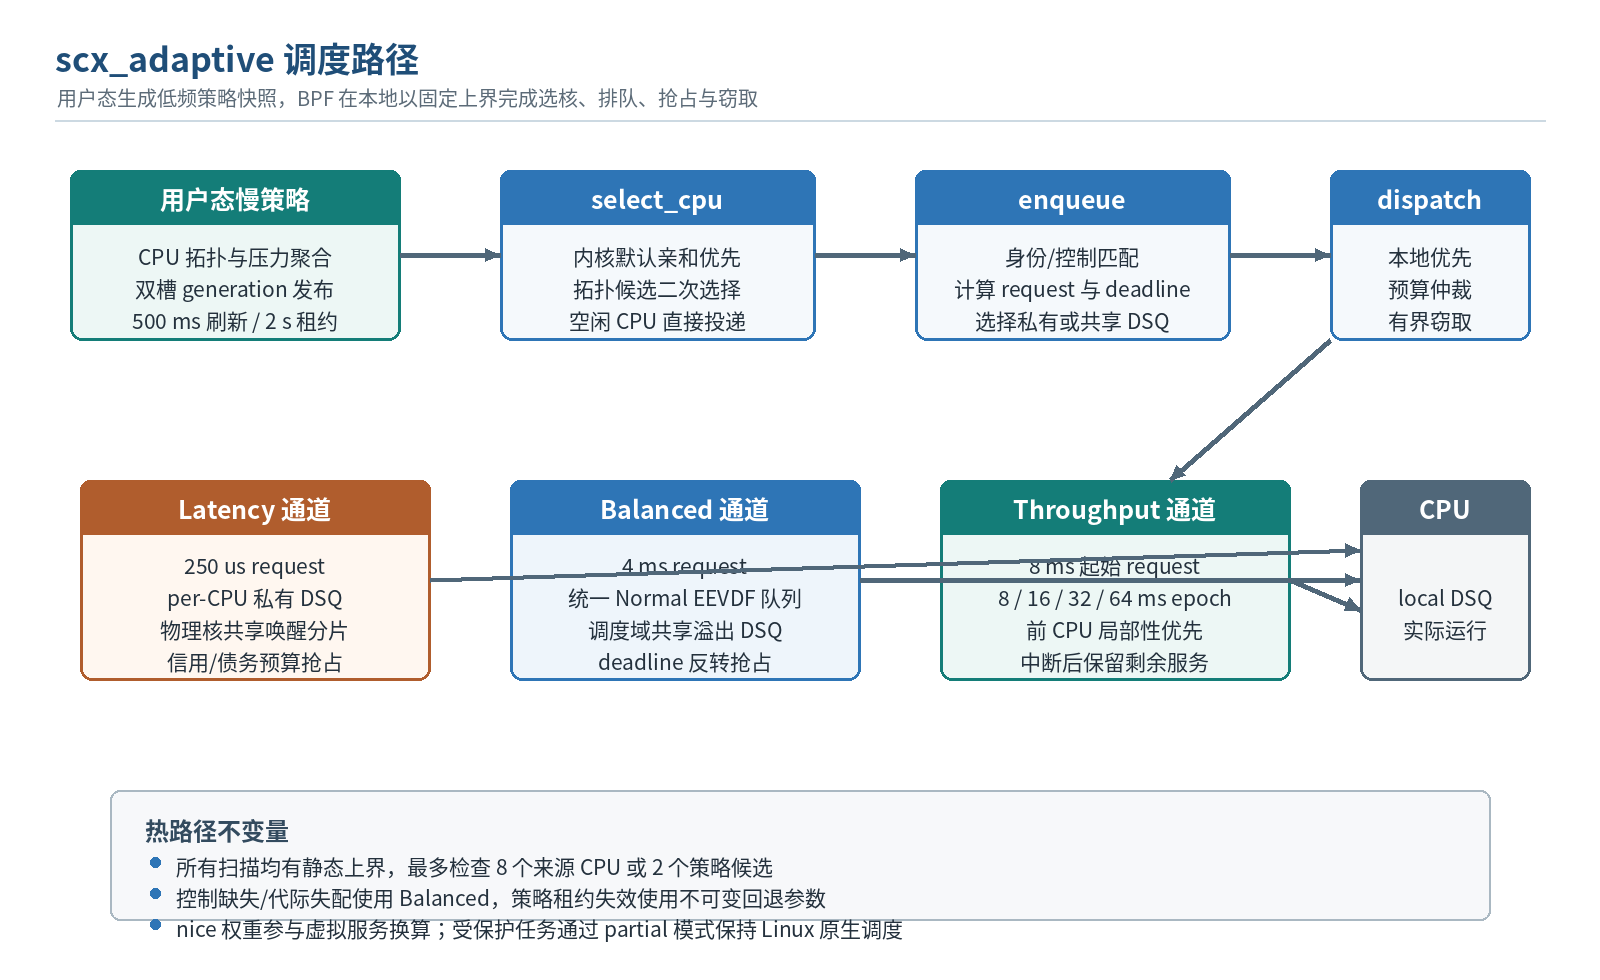 scx_adaptive 调度路径
用户态生成低频策略快照，BPF 在本地以固定上界完成选核、排队、抢占与窃取
用户态慢策略
CPU 拓扑与压力聚合
双槽 generation 发布
500 ms 刷新 / 2 s 租约
select_cpu
内核默认亲和优先
拓扑候选二次选择
空闲 CPU 直接投递
enqueue
身份/控制匹配
计算 request 与 deadline
选择私有或共享 DSQ
dispatch
本地优先
预算仲裁
有界窃取
Latency 通道
250 us request
per-CPU 私有 DSQ
物理核共享唤醒分片
信用/债务预算抢占
Balanced 通道
4 ms request
统一 Normal EEVDF 队列
调度域共享溢出 DSQ
deadline 反转抢占
Throughput 通道
8 ms 起始 request
8 / 16 / 32 / 64 ms epoch
前 CPU 局部性优先
中断后保留剩余服务
CPU
local DSQ
实际运行
热路径不变量
所有扫描均有静态上界，最多检查 8 个来源 CPU 或 2 个策略候选
控制缺失/代际失配使用 Balanced，策略租约失效使用不可变回退参数
nice 权重参与虚拟服务换算；受保护任务通过 partial 模式保持 Linux 原生调度